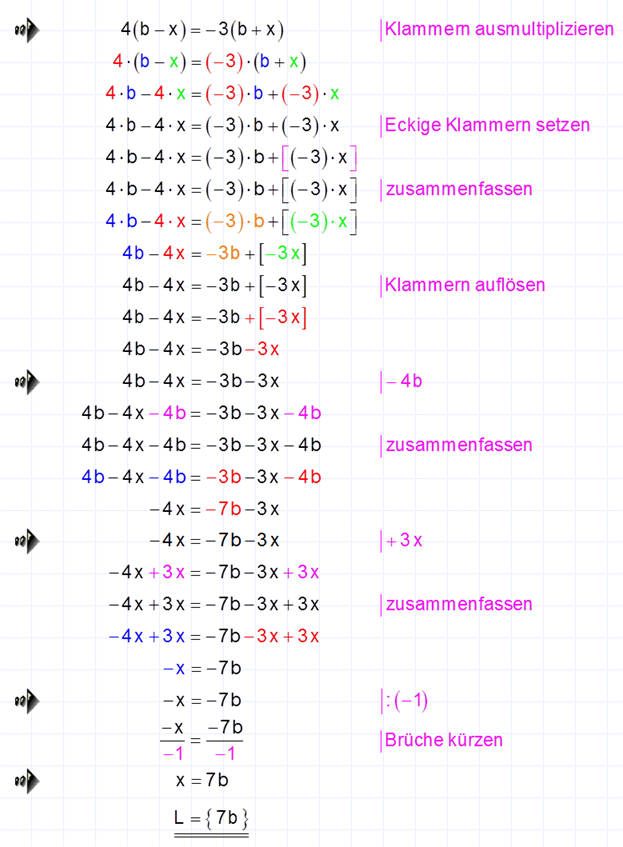 4(b−x)=−3(b+x) |Klammern ausmultiplizieren
4·(b−x)=(−3)·(b+x)
4·b−4·x=(−3)·b+(−3)·x
4·b−4·x=(−3)·b+(−3)·x |Eckige Klammern setzen
4·b−4·x=(−3)·b+[(−3)·x]
4·b−4·x=(−3)·b+[(−3)·x] |zusammenfassen
4·b−4·x=(−3)·b+[(−3)·x]
4b−4x=−3b+[−3x]
4b−4x=−3b+[−3x] |Klammern auflösen
4b−4x=−3b+[−3x]
4b−4x=−3b−3x
4b−4x=−3b−3x |−4b
4b−4x−4b=−3b−3x−4b
4b−4x−4b=−3b−3x−4b |zusammenfassen
4b−4x−4b=−3b−3x−4b
−4x=−7b−3x
−4x=−7b−3x |+3x
−4x+3x=−7b−3x+3x
−4x+3x=−7b−3x+3x |zusammenfassen
−4x+3x=−7b−3x+3x
−x=−7b
−x=−7b |:(−1)
−x/−1=−7b/−1 |Brüche kürzen
x=7b
L={7b}